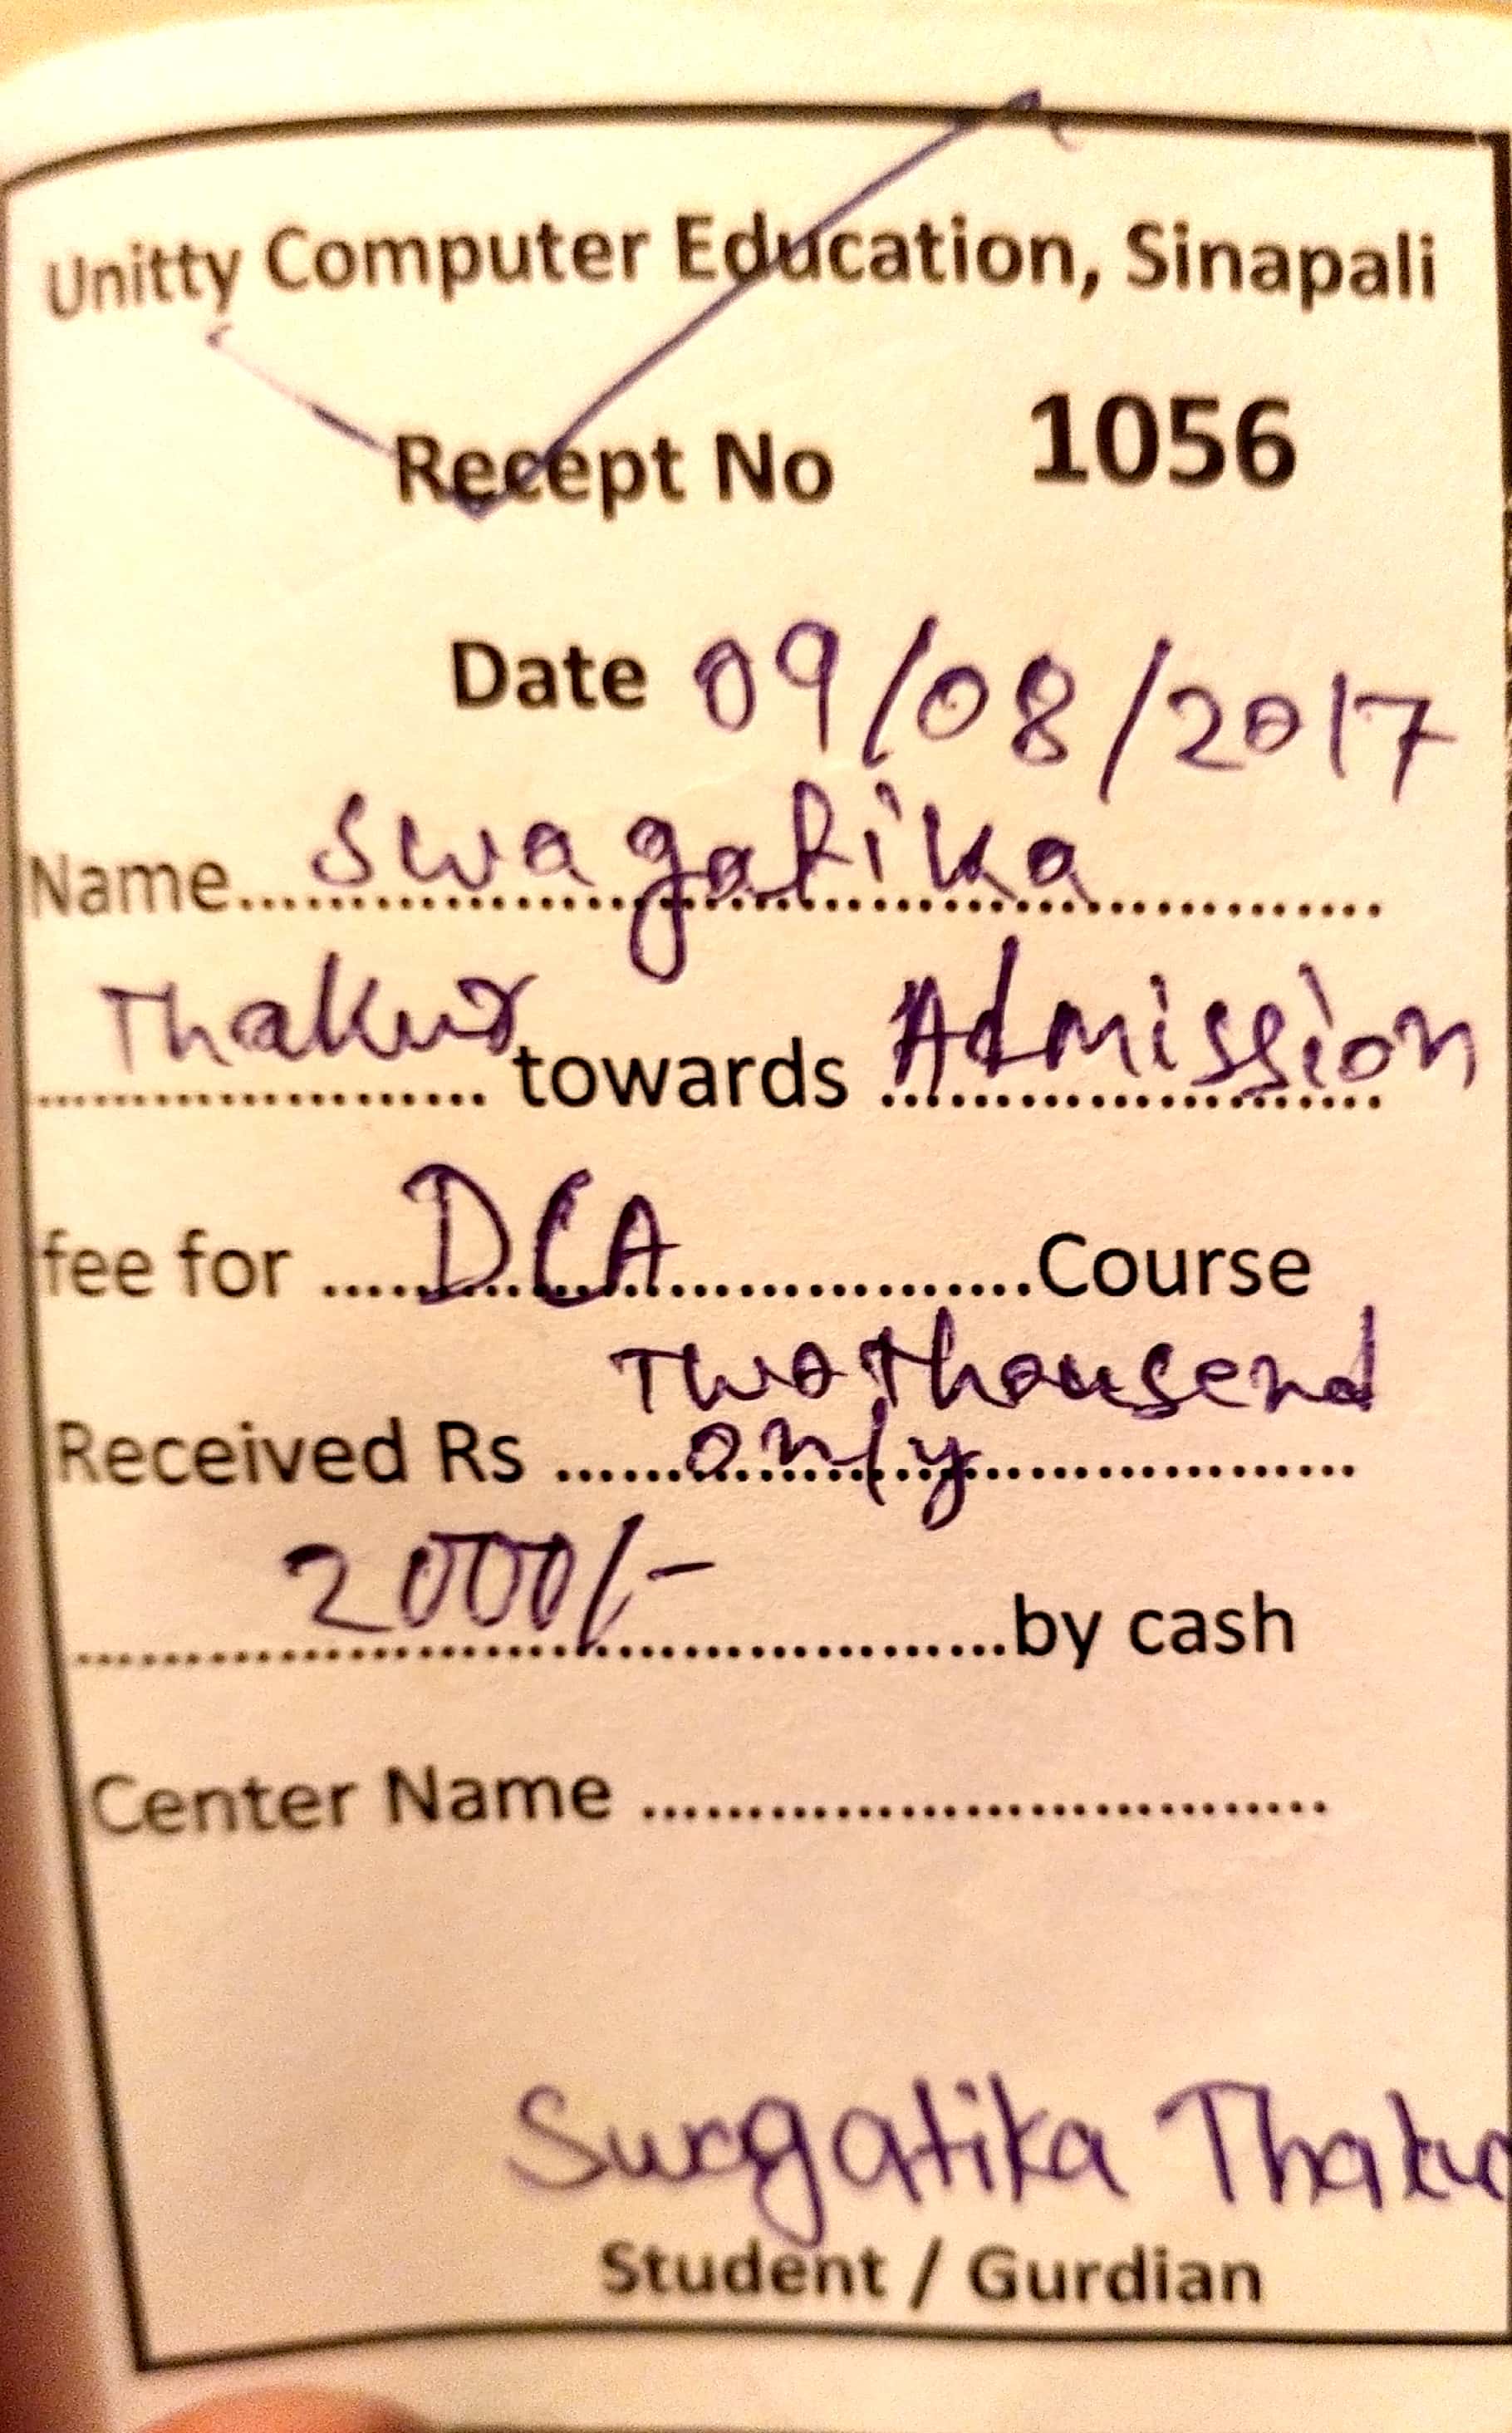 Unitty Computer Education, Sinapali
Recept No 1056
Date 09/08/2017
Name.......Swagatika.......
Thakur towards Admission
fee for ....DCA............Course
Two thousend
Received Rs ....only............
2000/- ............by cash
Center Name ................................
Swagatika Thaku
Student / Gurdian